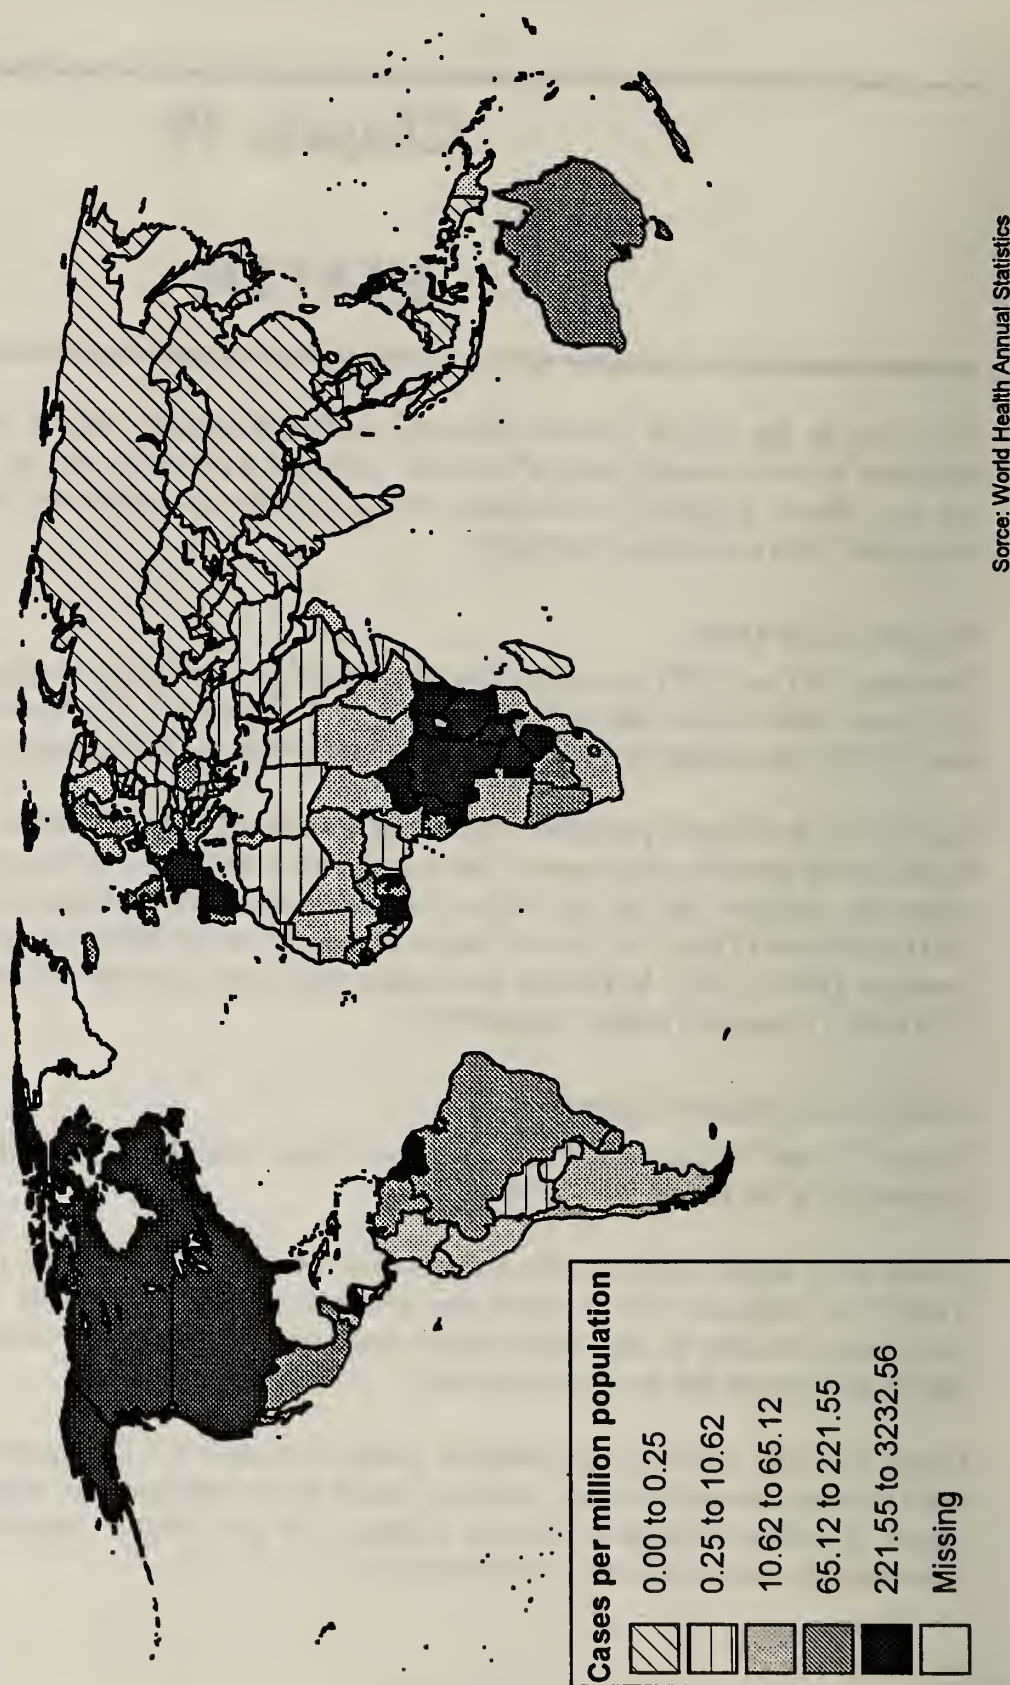 Cases per million population
0.00 to 0.25
0.25 to 10.62
10.62 to 65.12
65.12 to 221.55
221.55 to 3232.56
Missing
Sorce: World Health Annual Statistics